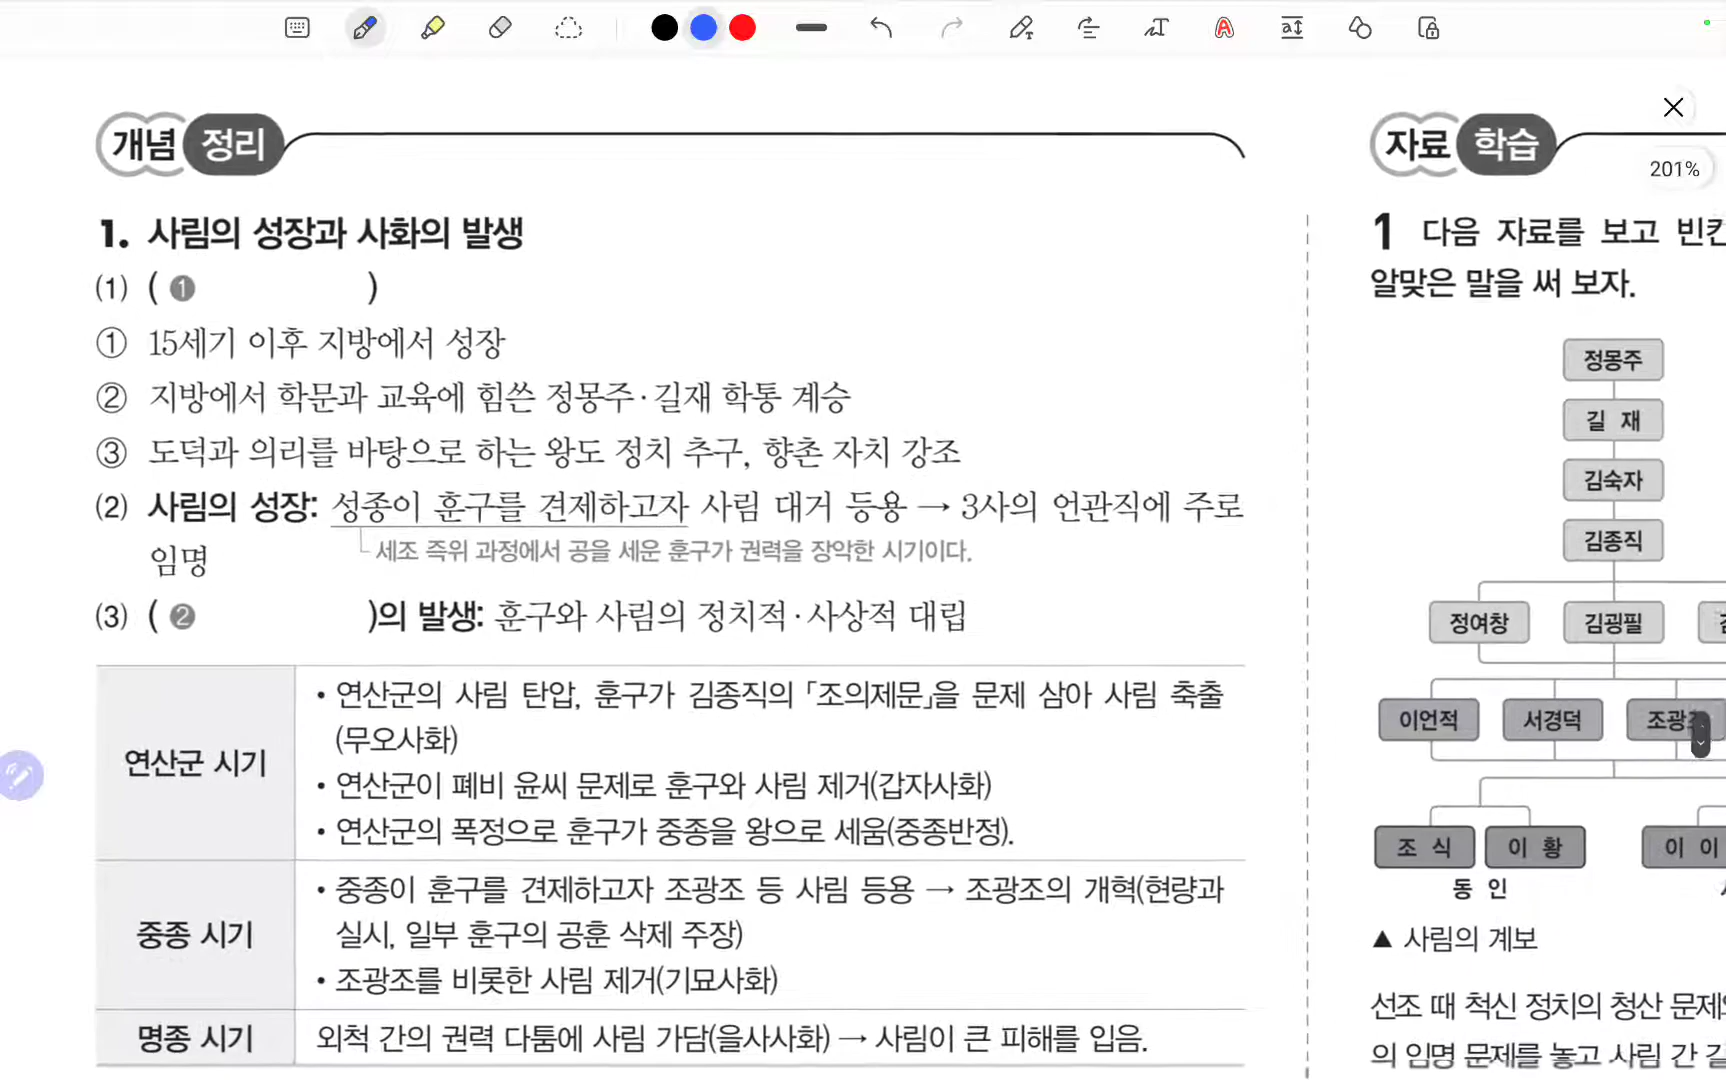 201%
개념 정리
1. 사림의 성장과 사화의 발생
(1) ( ❶ )
① 15세기 이후 지방에서 성장
② 지방에서 학문과 교육에 힘쓴 정몽주·길재 학통 계승
③ 도덕과 의리를 바탕으로 하는 왕도 정치 추구, 향촌 자치 강조
(2) 사림의 성장: 성종이 훈구를 견제하고자 사림 대거 등용 → 3사의 언관직에 주로
임명
세조 즉위 과정에서 공을 세운 훈구가 권력을 장악한 시기이다.
(3) ( ❷ )의 발생: 훈구와 사림의 정치적·사상적 대립
연산군 시기
• 연산군의 사림 탄압, 훈구가 김종직의 「조의제문」을 문제 삼아 사림 축출
(무오사화)
• 연산군이 폐비 윤씨 문제로 훈구와 사림 제거(갑자사화)
• 연산군의 폭정으로 훈구가 중종을 왕으로 세움(중종반정).
중종 시기
• 중종이 훈구를 견제하고자 조광조 등 사림 등용 → 조광조의 개혁(현량과
실시, 일부 훈구의 공훈 삭제 주장)
• 조광조를 비롯한 사림 제거(기묘사화)
명종 시기
외척 간의 권력 다툼에 사림 가담(을사사화) → 사림이 큰 피해를 입음.
자료 학습
1 다음 자료를 보고
알맞은 말을 써 보자.
정몽주
길 재
김숙자
김종직
정여창 김굉필
이언적 서경덕
조 식 이 황 이 이
동 인
▲ 사림의 계보
선조 때 척신 정치의 청산
의 임명 문제를 놓고 사림 간